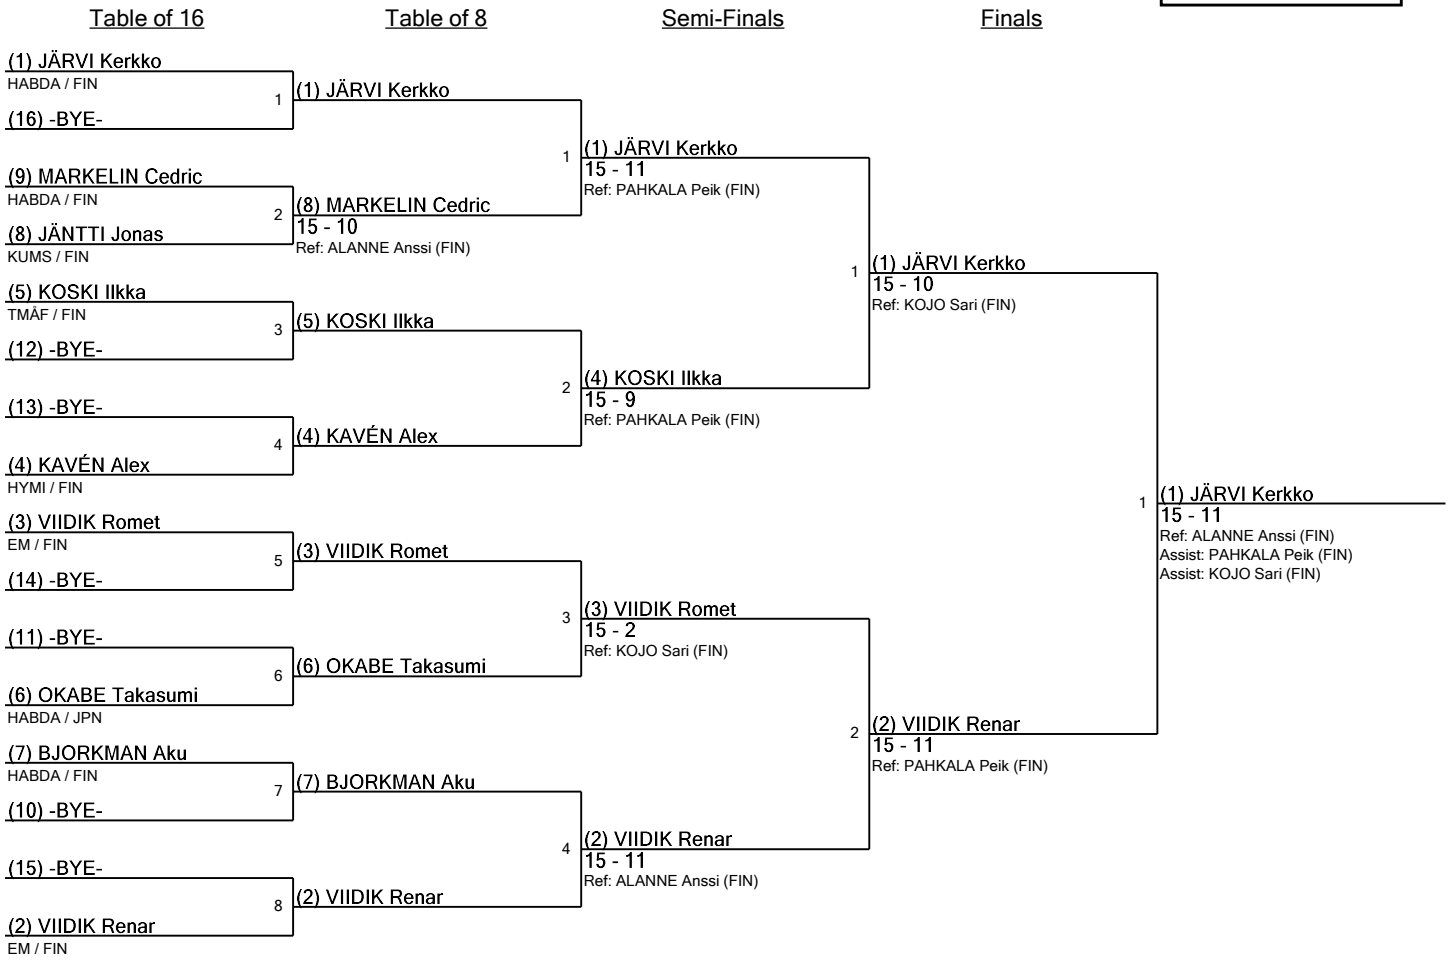 Table of 16
Table of 8
Semi-Finals
Finals
(1) JÄRVI Kerkko
HABDA / FIN
(16) -BYE-
(9) MARKELIN Cedric
HABDA / FIN
(8) JÄNTTI Jonas
KUMS / FIN
(5) KOSKI Ilkka
TMÅF / FIN
(12) -BYE-
(13) -BYE-
(4) KAVÉN Alex
HYMI / FIN
(3) VIIDIK Romet
EM / FIN
(14) -BYE-
(11) -BYE-
(6) OKABE Takasumi
HABDA / JPN
(7) BJORKMAN Aku
HABDA / FIN
(10) -BYE-
(15) -BYE-
(2) VIIDIK Renar
EM / FIN
1
2
3
4
5
6
7
8
(1) JÄRVI Kerkko
(8) MARKELIN Cedric
15 - 10
Ref: ALANNE Anssi (FIN)
(5) KOSKI Ilkka
(4) KAVÉN Alex
(3) VIIDIK Romet
(6) OKABE Takasumi
(7) BJORKMAN Aku
(2) VIIDIK Renar
1
2
3
4
(1) JÄRVI Kerkko
15 - 11
Ref: PAHKALA Peik (FIN)
(4) KOSKI Ilkka
15 - 9
Ref: PAHKALA Peik (FIN)
(3) VIIDIK Romet
15 - 2
Ref: KOJO Sari (FIN)
(2) VIIDIK Renar
15 - 11
Ref: ALANNE Anssi (FIN)
1
2
(1) JÄRVI Kerkko
15 - 10
Ref: KOJO Sari (FIN)
(2) VIIDIK Renar
15 - 11
Ref: PAHKALA Peik (FIN)
1
(1) JÄRVI Kerkko
15 - 11
Ref: ALANNE Anssi (FIN)
Assist: PAHKALA Peik (FIN)
Assist: KOJO Sari (FIN)